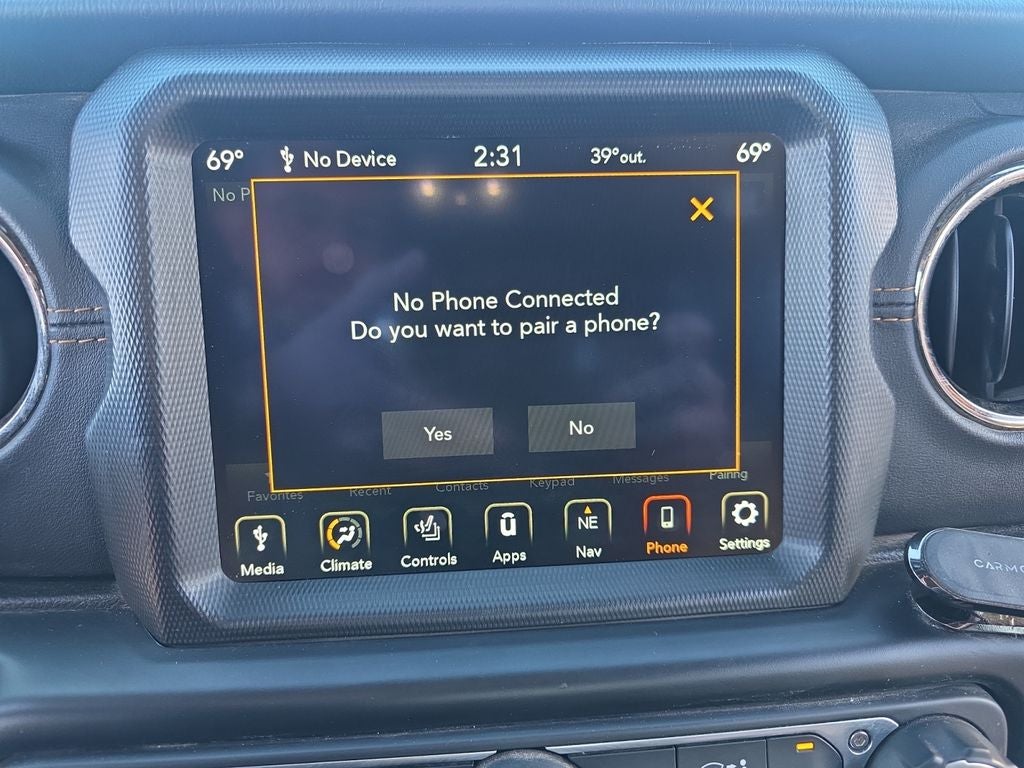 69° No Device 2:31 39°out. 69°
No P
No Phone Connected
Do you want to pair a phone?
Yes No
Favorites Recent Contacts Keypad Messages Pairing
NE
Media Climate Controls Apps Nav Phone Settings